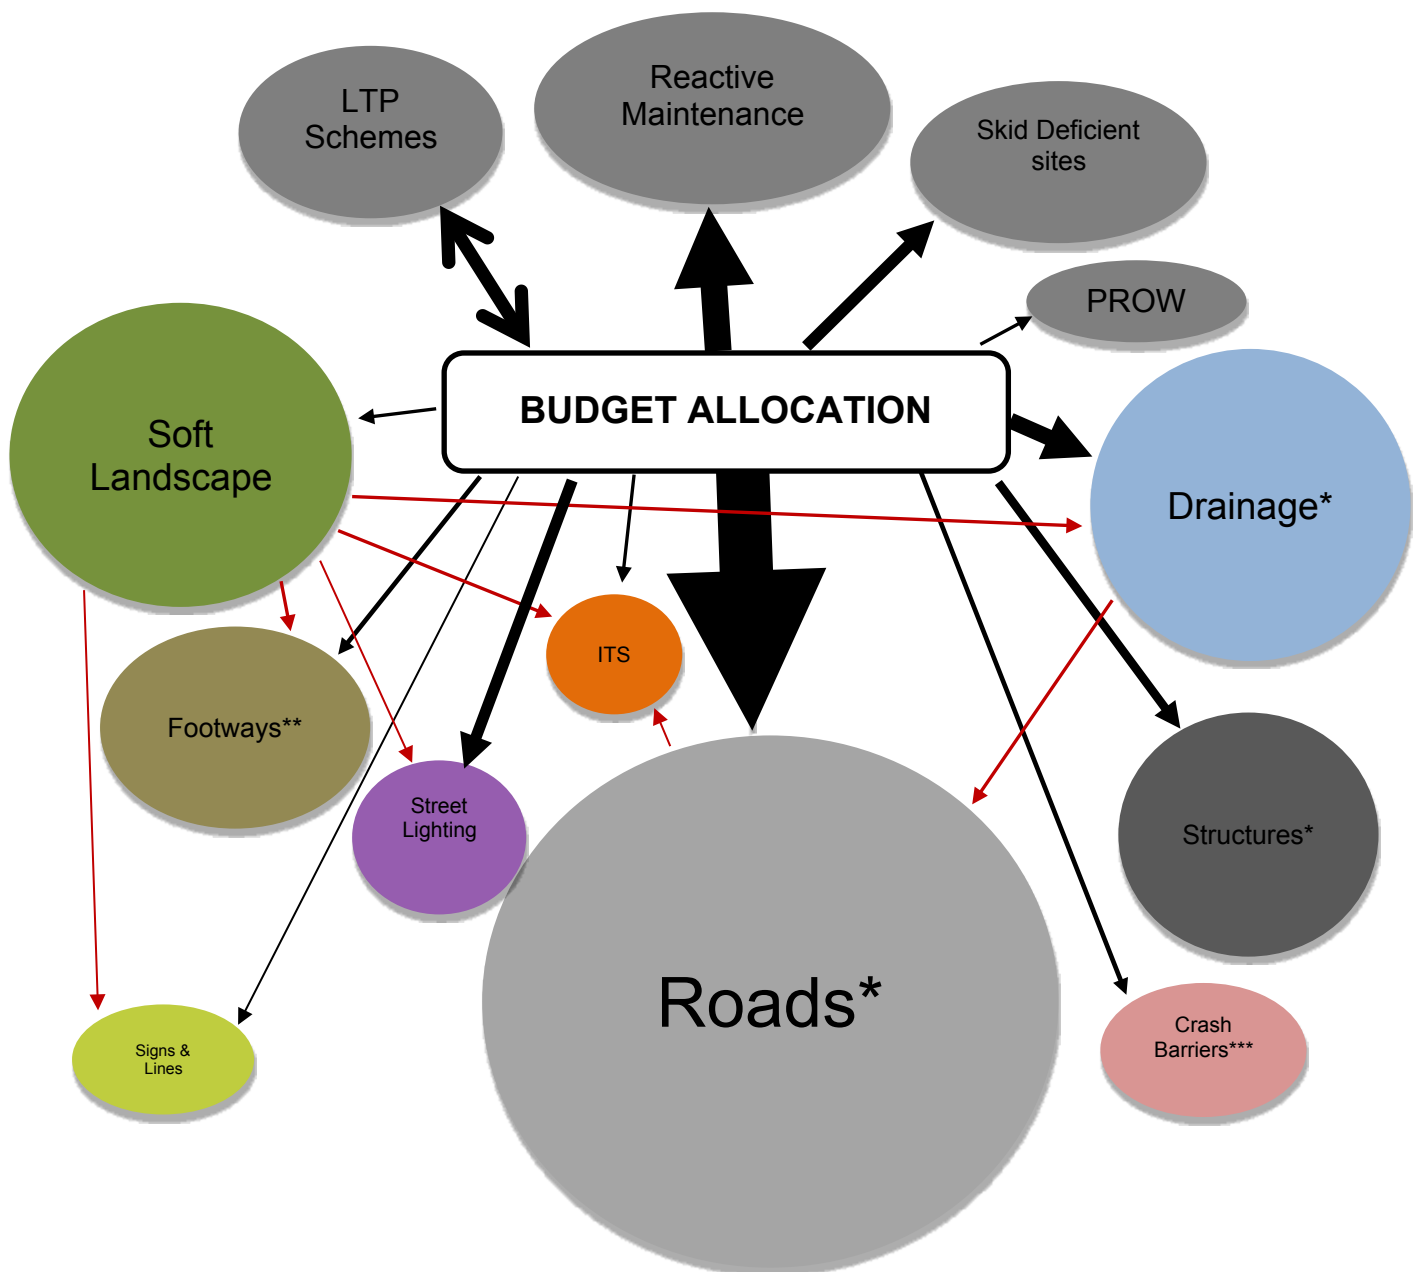 LTP
Schemes
Reactive
Maintenance
Skid Deficient
sites
PROW
BUDGET ALLOCATION
Soft
Landscape
Drainage*
ITS
Footways**
Street
Lighting
Structures*
Roads*
Signs &
Lines
Crash
Barriers***